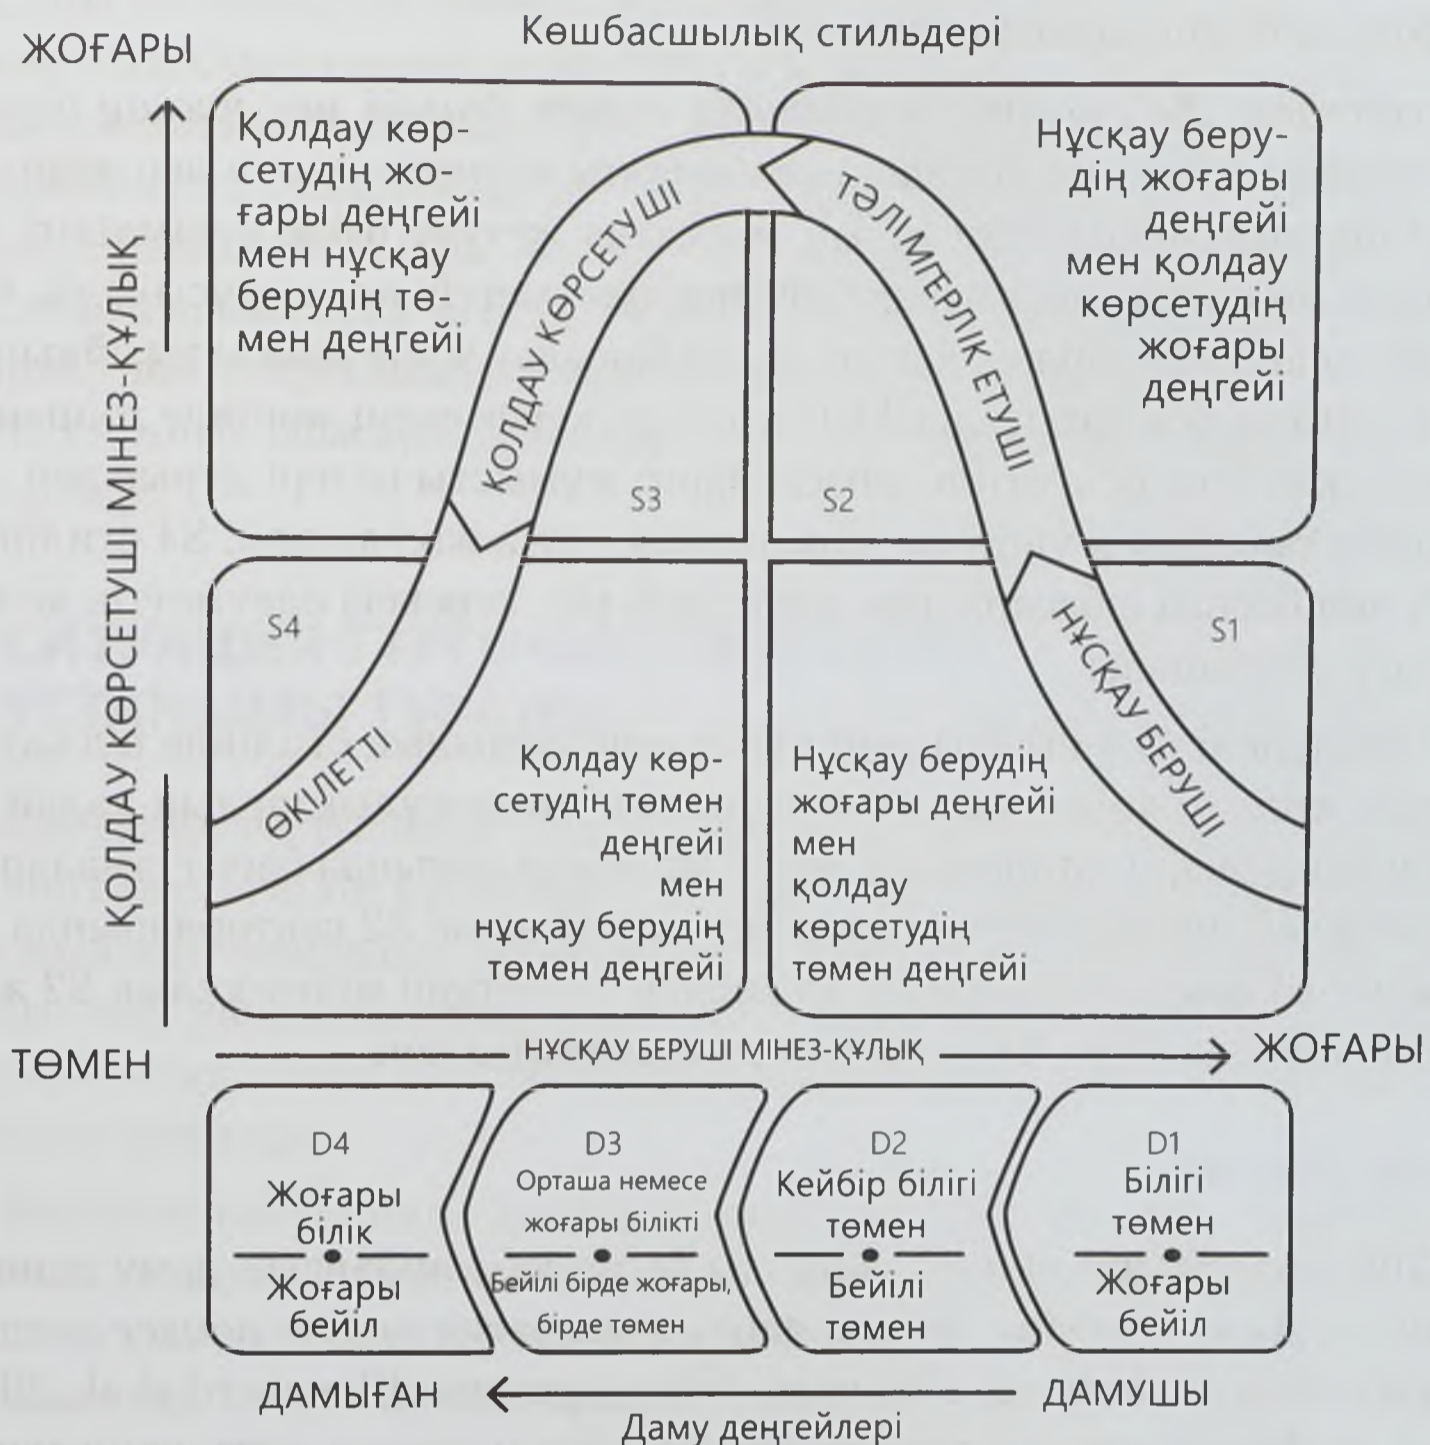 Көшбасшылық стильдері
ЖОҒАРЫ
ҚОЛДАУ КӨРСЕТУШІ МІНЕЗ-ҚҰЛЫҚ
Қолдау көр-
сетудің жо-
ғары деңгейі
мен нұсқау
берудің тө-
мен деңгейі
ҚОЛДАУ КӨРСЕТУШІ
S3
Нұсқау беру-
дің жоғары
деңгейі
мен қолдау
көрсетудің
жоғары
деңгейі
ТӘЛІМГЕРЛІК ЕТУШІ
S2
S4
ӨКІЛЕТІ
Қолдау көр-
сетудің төмен
деңгейі
мен
нұсқау берудің
төмен деңгейі
S1
НҰСҚАУ БЕРУШІ
Нұсқау берудің
жоғары деңгейі
мен
қолдау
көрсетудің
төмен деңгейі
ТӨМЕН
НҰСҚАУ БЕРУШІ МІНЕЗ-ҚҰЛЫҚ
ЖОҒАРЫ
D4
Жоғары
білік
Жоғары
бейіл
D3
Орташа немесе
жоғары білікті
Бейілі бірде жоғары,
бірде төмен
D2
Кейбір білігі
төмен
Бейілі
төмен
D1
Білігі
төмен
Жоғары
бейіл
ДАМЫҒАН
ДАМУШЫ
Даму деңгейлері